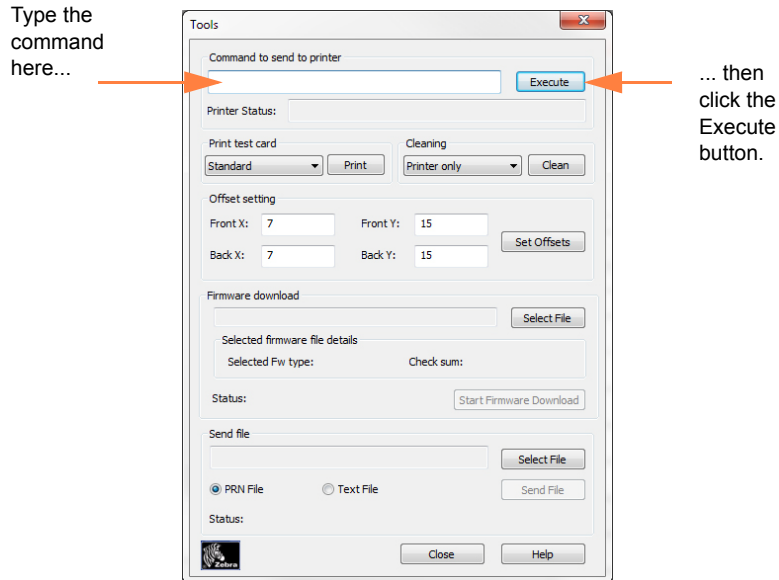 Type the
command
here...
Tools
Command to send to printer
Execute
... then
click the
Execute
button.
Printer Status:
Print test card
Cleaning
Standard Print
Printer only Clean
Offset setting
Front X: 7 Front Y: 15
Set Offsets
Back X: 7 Back Y: 15
Firmware download
Select File
Selected firmware file details
Selected Fw type: Check sum:
Status: Start Firmware Download
Send file
Select File
PRN File Text File Send File
Status:
Zebra
Close Help